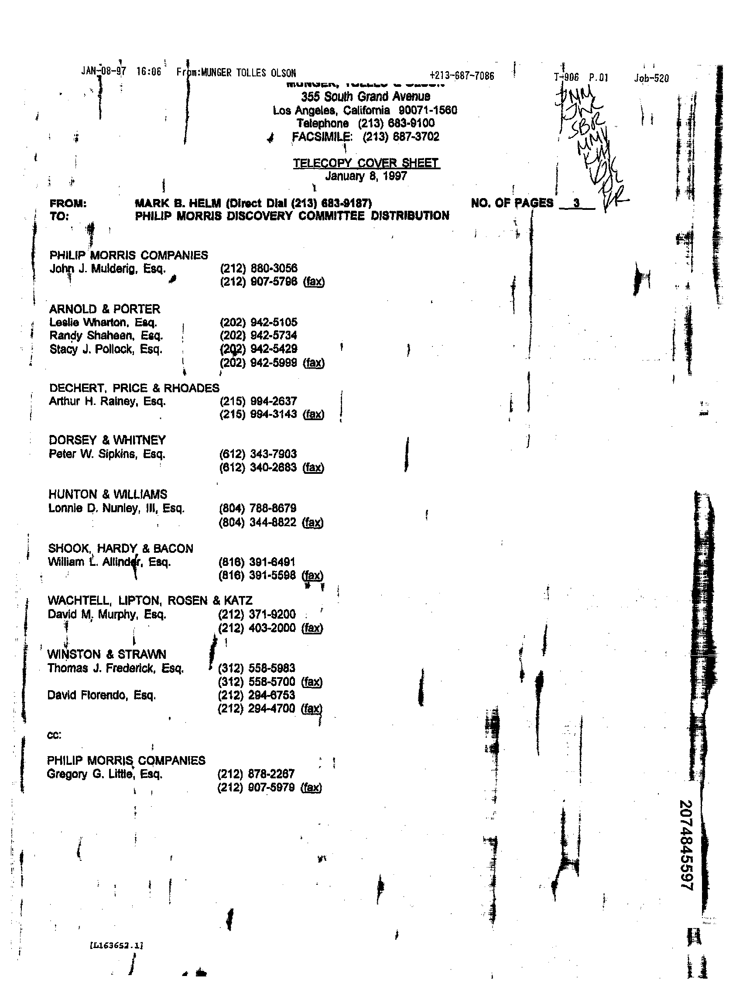 JAN-08-97 16:06 From:MUNGER TOLLES OLSON +213-687-7086 T-906 P.01 Job-520
MUNGER, TOLLES & OLSON
355 South Grand Avenue
Los Angeles, California 90071-1560
Telephone (213) 683-9100
FACSIMILE: (213) 687-3702
TELECOPY COVER SHEET
January 8, 1997
JNM
JWC
SBR
MMV
KM
FROM: MARK B. HELM (Direct Dial (213) 683-9187) NO. OF PAGES 3
TO: PHILIP MORRIS DISCOVERY COMMITTEE DISTRIBUTION
PHILIP MORRIS COMPANIES
John J. Mulderig, Esq. (212) 880-3056
(212) 907-5796 (fax)
ARNOLD & PORTER
Leslie Wharton, Esq. (202) 942-5105
Randy Shaheen, Esq. (202) 942-5734
Stacy J. Pollock, Esq. (202) 942-5429
(202) 942-5999 (fax)
DECHERT, PRICE & RHOADES
Arthur H. Rainey, Esq. (215) 994-2637
(215) 994-3143 (fax)
DORSEY & WHITNEY
Peter W. Sipkins, Esq. (612) 343-7903
(612) 340-2683 (fax)
HUNTON & WILLIAMS
Lonnie D. Nunley, III, Esq. (804) 788-8679
(804) 344-8822 (fax)
SHOOK, HARDY & BACON
William L. Allinder, Esq. (816) 391-6491
(816) 391-5598 (fax)
WACHTELL, LIPTON, ROSEN & KATZ
David M. Murphy, Esq. (212) 371-9200
(212) 403-2000 (fax)
WINSTON & STRAWN
Thomas J. Frederick, Esq. (312) 558-5983
(312) 558-5700 (fax)
David Florendo, Esq. (212) 294-6753
(212) 294-4700 (fax)
cc:
PHILIP MORRIS COMPANIES
Gregory G. Little, Esq. (212) 878-2267
(212) 907-5979 (fax)
2074845597
[L163652.1]